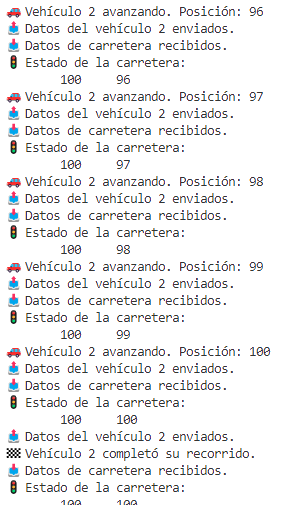 🚗 Vehículo 2 avanzando. Posición: 96
📤 Datos del vehículo 2 enviados.
📥 Datos de carretera recibidos.
🚦 Estado de la carretera:
100 96
🚗 Vehículo 2 avanzando. Posición: 97
📤 Datos del vehículo 2 enviados.
📥 Datos de carretera recibidos.
🚦 Estado de la carretera:
100 97
🚗 Vehículo 2 avanzando. Posición: 98
📤 Datos del vehículo 2 enviados.
📥 Datos de carretera recibidos.
🚦 Estado de la carretera:
100 98
🚗 Vehículo 2 avanzando. Posición: 99
📤 Datos del vehículo 2 enviados.
📥 Datos de carretera recibidos.
🚦 Estado de la carretera:
100 99
🚗 Vehículo 2 avanzando. Posición: 100
📤 Datos del vehículo 2 enviados.
📥 Datos de carretera recibidos.
🚦 Estado de la carretera:
100 100
📤 Datos del vehículo 2 enviados.
🏁 Vehículo 2 completó su recorrido.
📥 Datos de carretera recibidos.
🚦 Estado de la carretera:
100 100